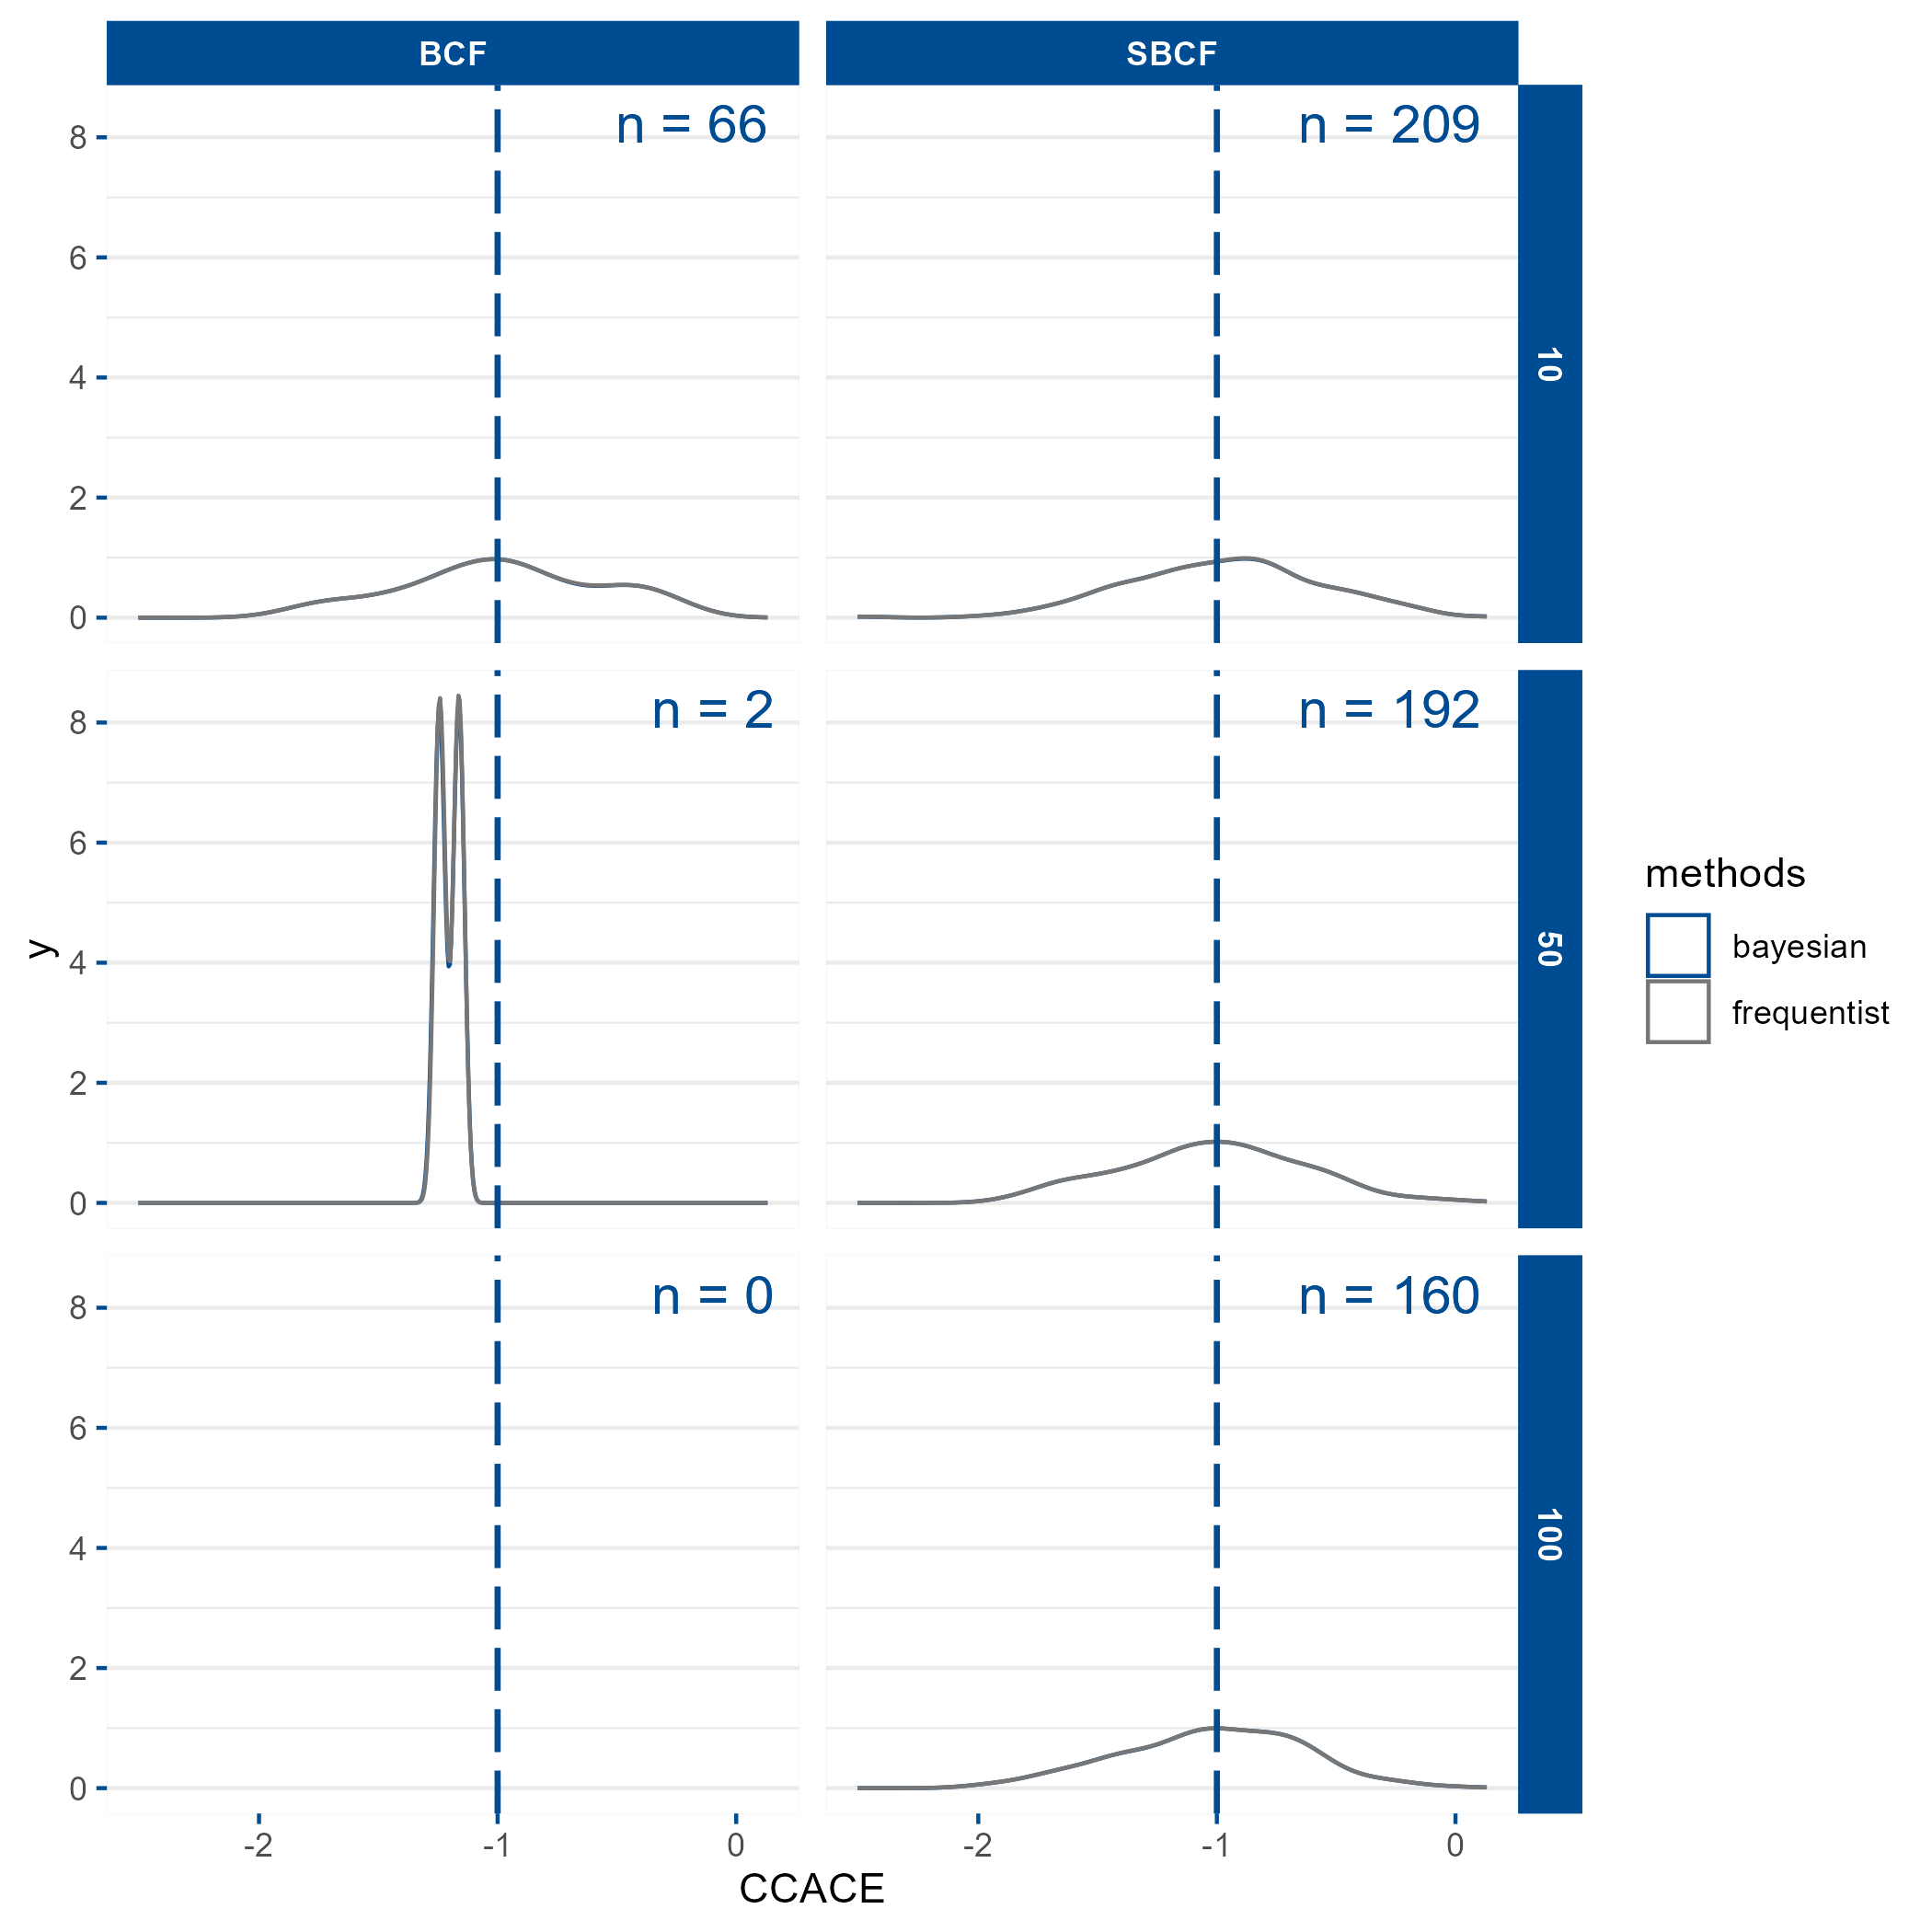 BCF SBCF
n = 66 n = 209
8
6
4
2
0
10
n = 2 n = 192
8
6
4
2
0
50
y
methods
bayesian
frequentist
n = 0 n = 160
8
6
4
2
0
100
-2 -1 0 -2 -1 0
CCACE